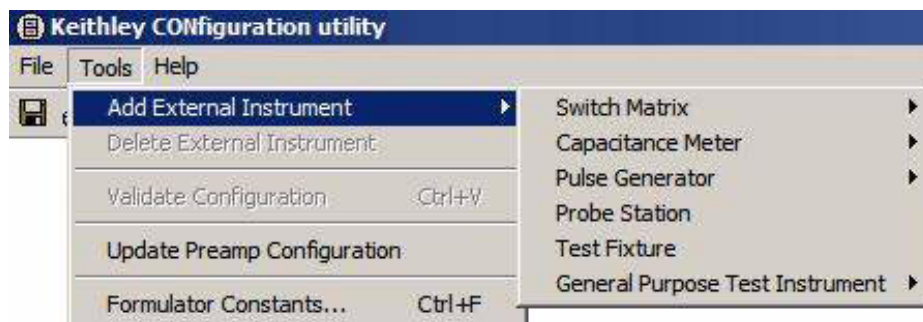 Keithley CONfiguration utility
File Tools Help
Add External Instrument
Delete External Instrument
Validate Configuration Ctrl+V
Update Preamp Configuration
Formulator Constants... Ctrl+F
Switch Matrix
Capacitance Meter
Pulse Generator
Probe Station
Test Fixture
General Purpose Test Instrument